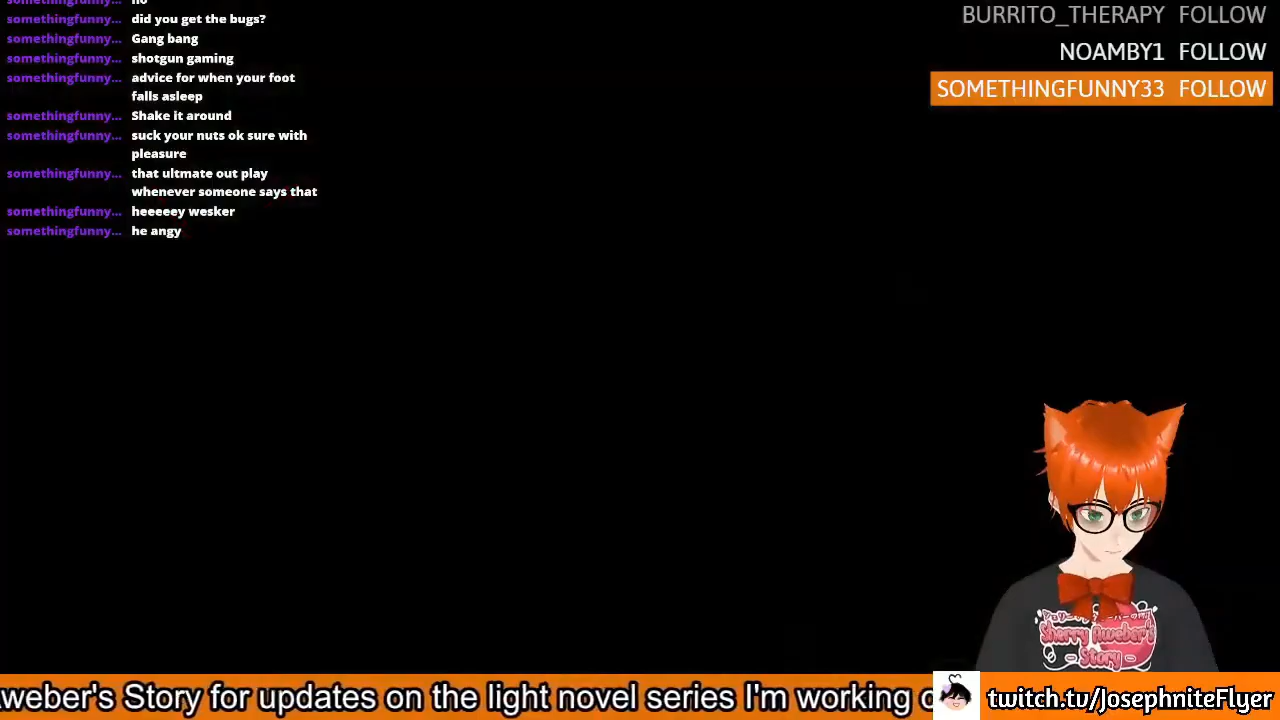 somethingfunny... no
somethingfunny... did you get the bugs?
somethingfunny... Gang bang
somethingfunny... shotgun gaming
somethingfunny... advice for when your foot
falls asleep
somethingfunny... Shake it around
somethingfunny... suck your nuts ok sure with
pleasure
somethingfunny... that ultmate out play
whenever someone says that
somethingfunny... heeeeey wesker
somethingfunny... he angy
BURRITO_THERAPY FOLLOW
NOAMBY1 FOLLOW
SOMETHINGFUNNY33 FOLLOW
Sherry Aweber's
Story
weber's Story for updates on the light novel series I'm working
twitch.tv/JosephniteFlyer